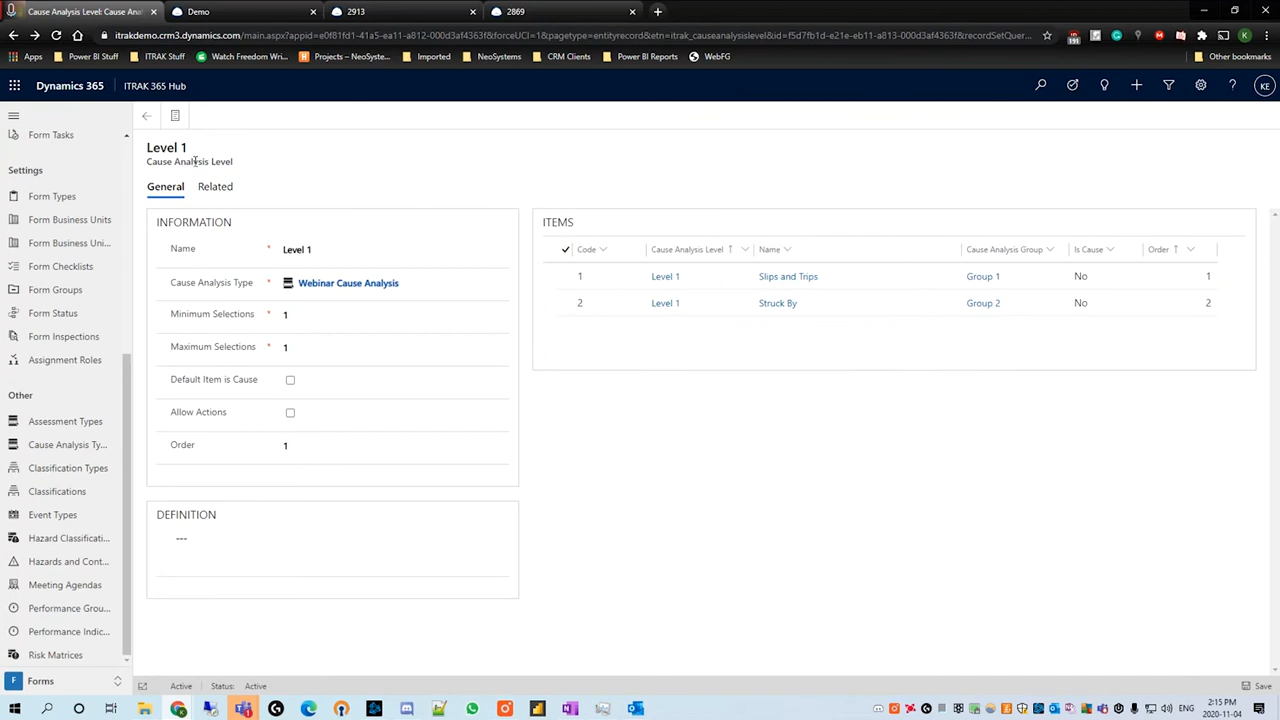 Cause Analysis Level: Cause Anal
Demo
2913
2869
itrakdemo.crm3.dynamics.com/main.aspx?appid=e0f81fd1-41a5-ea11-a812-000d3af43d1a&forceUCI=1&pagetype=entityrecord&etn=itrak_causeanalysislevel&id=f5d7fb1d-e21e-eb11-a813-000d3af43d6a&recordSetQuer...
Apps Power BI Stuff ITRAK Stuff Watch Freedom Wri... Projects – NeoSyste... Imported NeoSystems CRM Clients Power BI Reports WebFG Other bookmarks
Dynamics 365 ITRAK 365 Hub KE
Form Tasks
Settings
Form Types
Form Business Units
Form Business Uni...
Form Checklists
Form Groups
Form Status
Form Inspections
Assignment Roles
Other
Assessment Types
Cause Analysis Ty...
Classification Types
Classifications
Event Types
Hazard Classificati...
Hazards and Cont...
Meeting Agendas
Performance Grou...
Performance Indic...
Risk Matrices
F Forms
Level 1
Cause Analysis Level
General Related
INFORMATION
Name * Level 1
Cause Analysis Type * Webinar Cause Analysis
Minimum Selections * 1
Maximum Selections * 1
Default Item is Cause
Allow Actions
Order 1
DEFINITION
---
ITEMS
Code Cause Analysis Level Name Cause Analysis Group Is Cause Order
1 Level 1 Slips and Trips Group 1 No 1
2 Level 1 Struck By Group 2 No 2
Active Status: Active Save
ENG 2:15 PM
2020-11-04